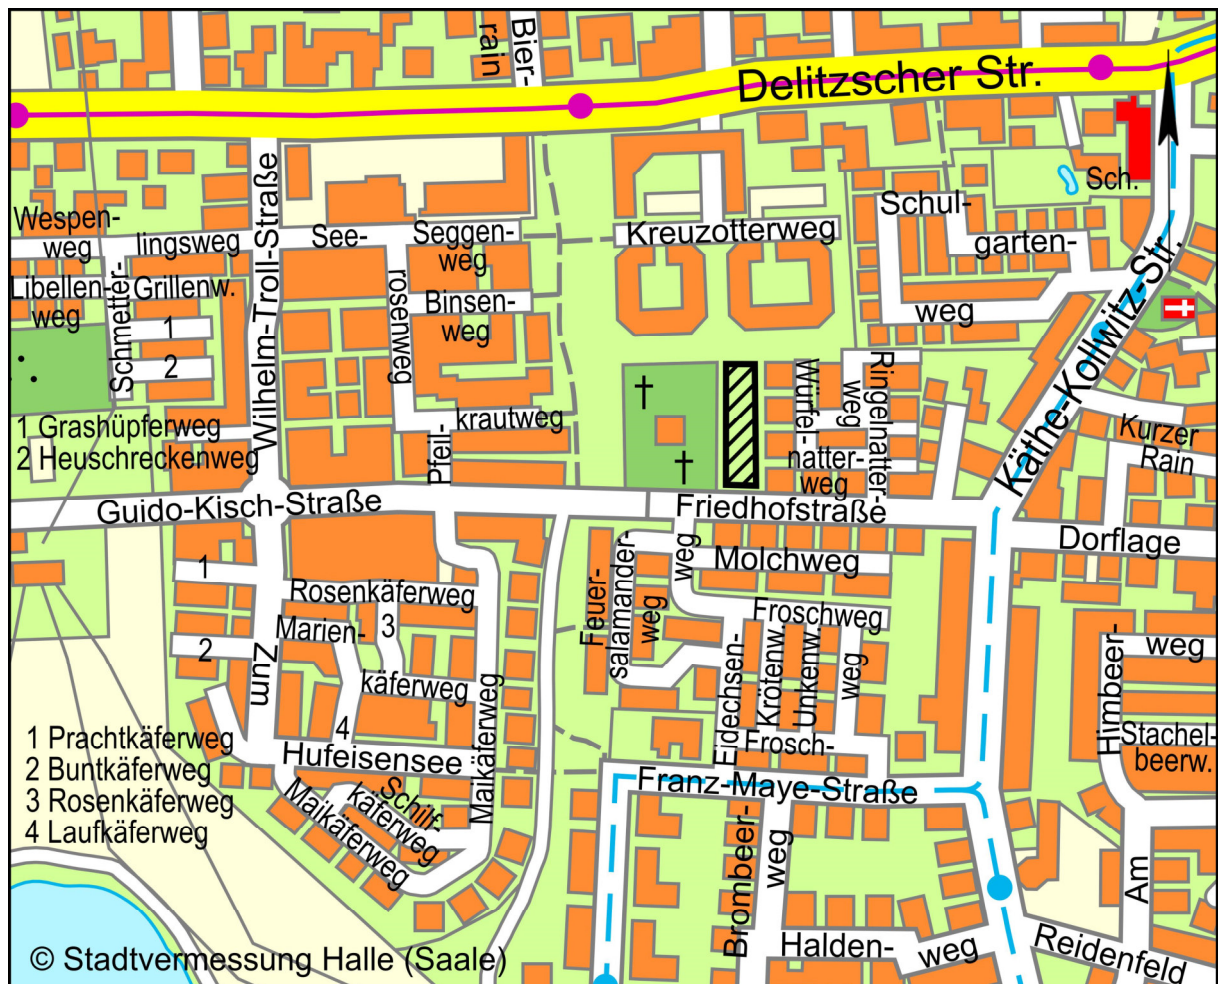 Bier-
rain
Delitzscher Str.
Sch.
Wespen-
weg
lingsweg
Schmetter-
Libellen-
weg
Grillenw.
1
2
Wilhelm-Troll-Straße
See-
rosenweg
Seggen-
weg
Binsen-
weg
Pfeil-
krautweg
Kreuzotterweg
Schul-
garten-
weg
Käthe-Kollwitz-Str.
Würfel-
natter-
weg
Ringelnatter-
weg
Kurzer
Rain
1 Grashüpferweg
2 Heuschreckenweg
Guido-Kisch-Straße
Friedhofstraße
Dorflage
1
2
Rosenkäferweg
3
Marien-
käferweg
4
Zum
Hufeisensee
Maikäferweg
Schilf-
käferweg
Maikäferweg
Feuer-
salamander-
weg
weg
Molchweg
Froschweg
Eidechsen-
Krötenw.
Unkenw.
weg
Frosch-
Franz-Maye-Straße
Himbeer-
weg
Stachel-
beerw.
1 Prachtkäferweg
2 Buntkäferweg
3 Rosenkäferweg
4 Laufkäferweg
Brombeer-
weg
Halden-
weg
Am
Reidenfeld
© Stadtvermessung Halle (Saale)